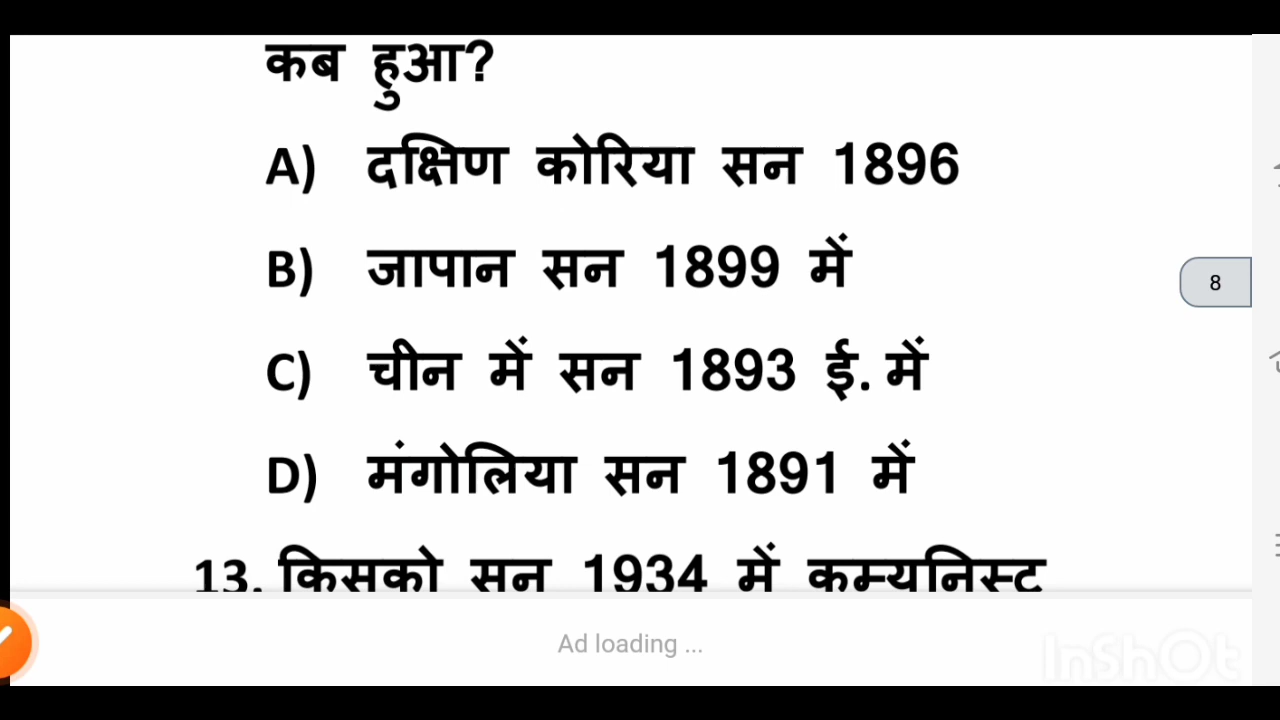 कब हुआ?
A) दक्षिण कोरिया सन 1896
B) जापान सन 1899 में
8
C) चीन में सन 1893 ई. में
D) मंगोलिया सन 1891 में
13. किसको सन 1934 में कम्युनिस्ट
Ad loading ...
InShOt